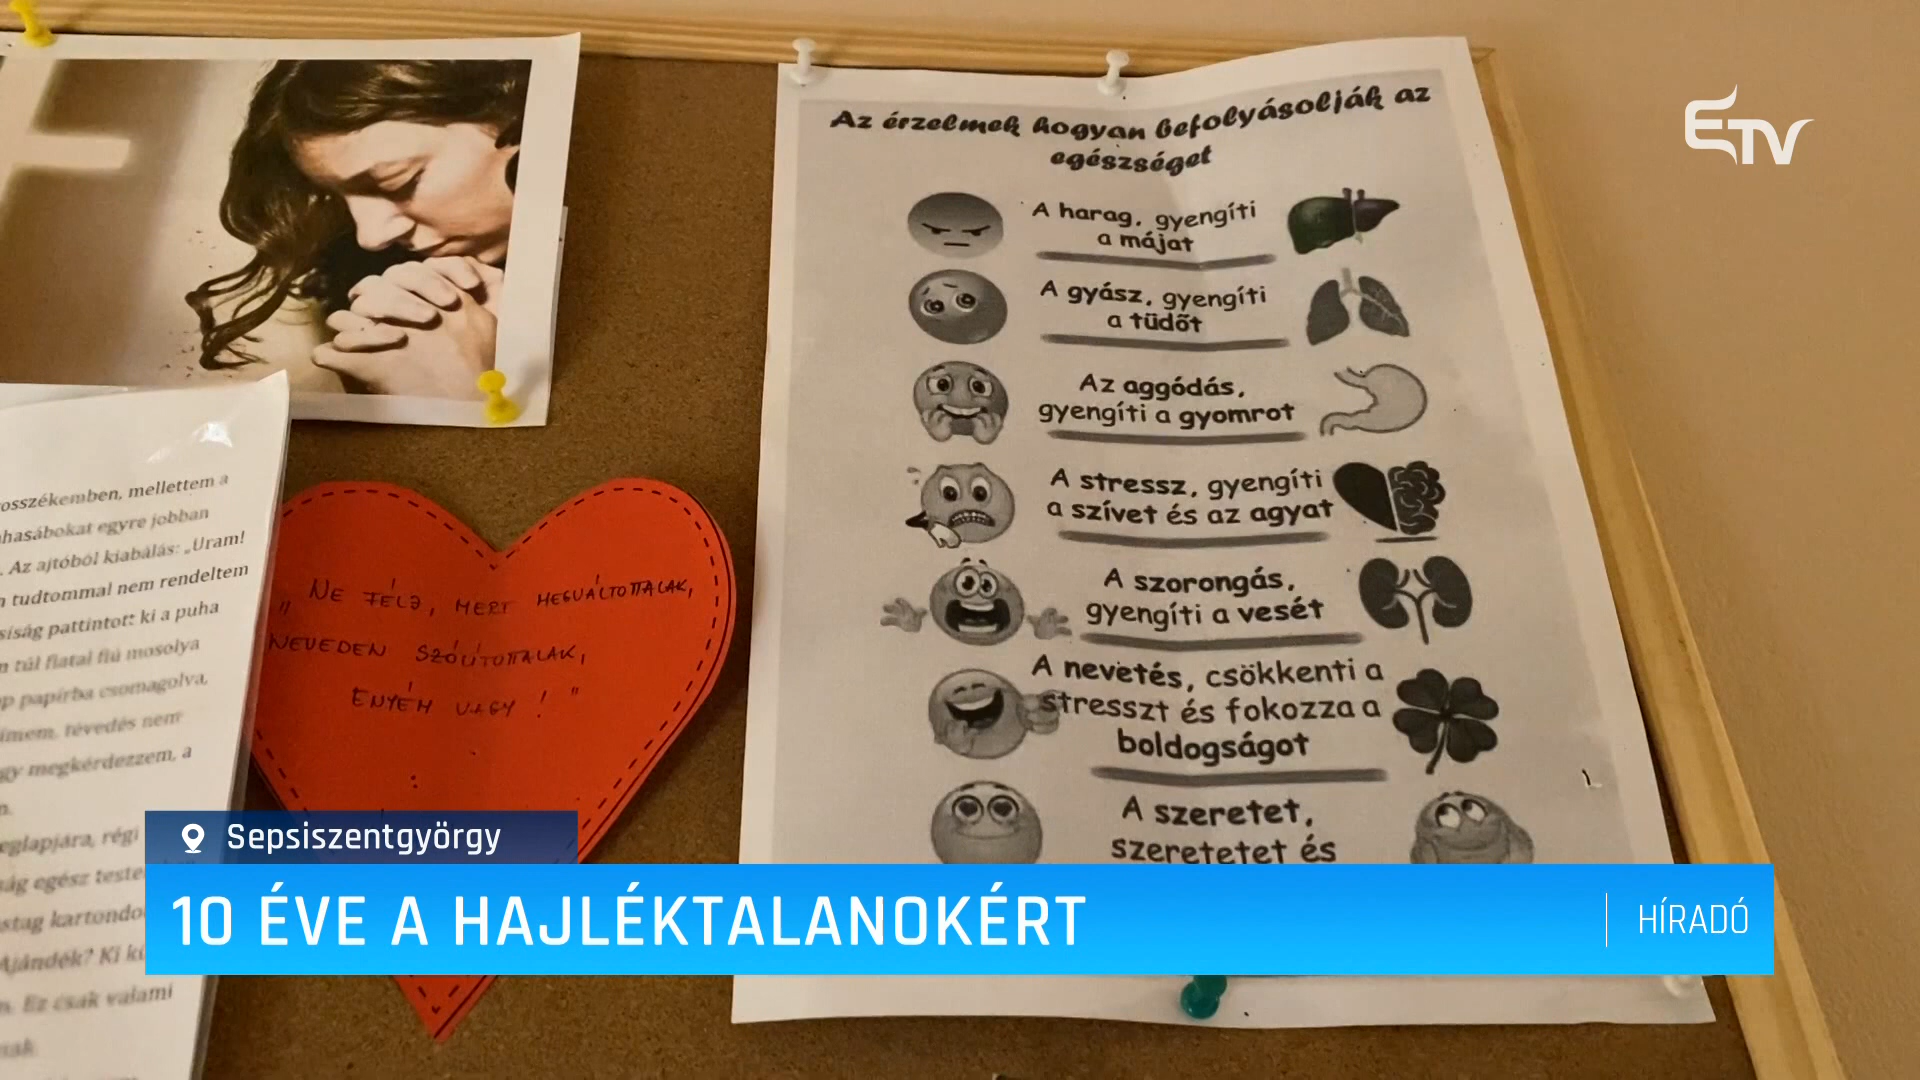 ETV
Az érzelmek hogyan befolyásolják az
egészséget
A harag, gyengíti
a májat
A gyász, gyengíti
a tüdőt
Az aggódás,
gyengíti a gyomrot
A stressz, gyengíti
a szívet és az agyat
A szorongás,
gyengíti a vesét
A nevetés, csökkenti a
stresszt és fokozza a
boldogságot
A szeretet,
szeretetet és
„NE FÉLJ, MERT MEGVÁLTOTTALAK,
NEVEDEN SZÓLÍTOTTALAK,
ENYÉM VAGY!"
mellettem a
egyre jobban
Az ajtóból kiabálás: „Uram!
tudtommal nem rendeltem
pattintott ki a puha
túl fiatal fiú mosolya
papírba csomagolva,
tévedés nem
megkérdezzem, a
régi
egész
Ajándék? Ki
Ez csak valami
Sepsiszentgyörgy
10 ÉVE A HAJLÉKTALANOKÉRT
HÍRADÓ